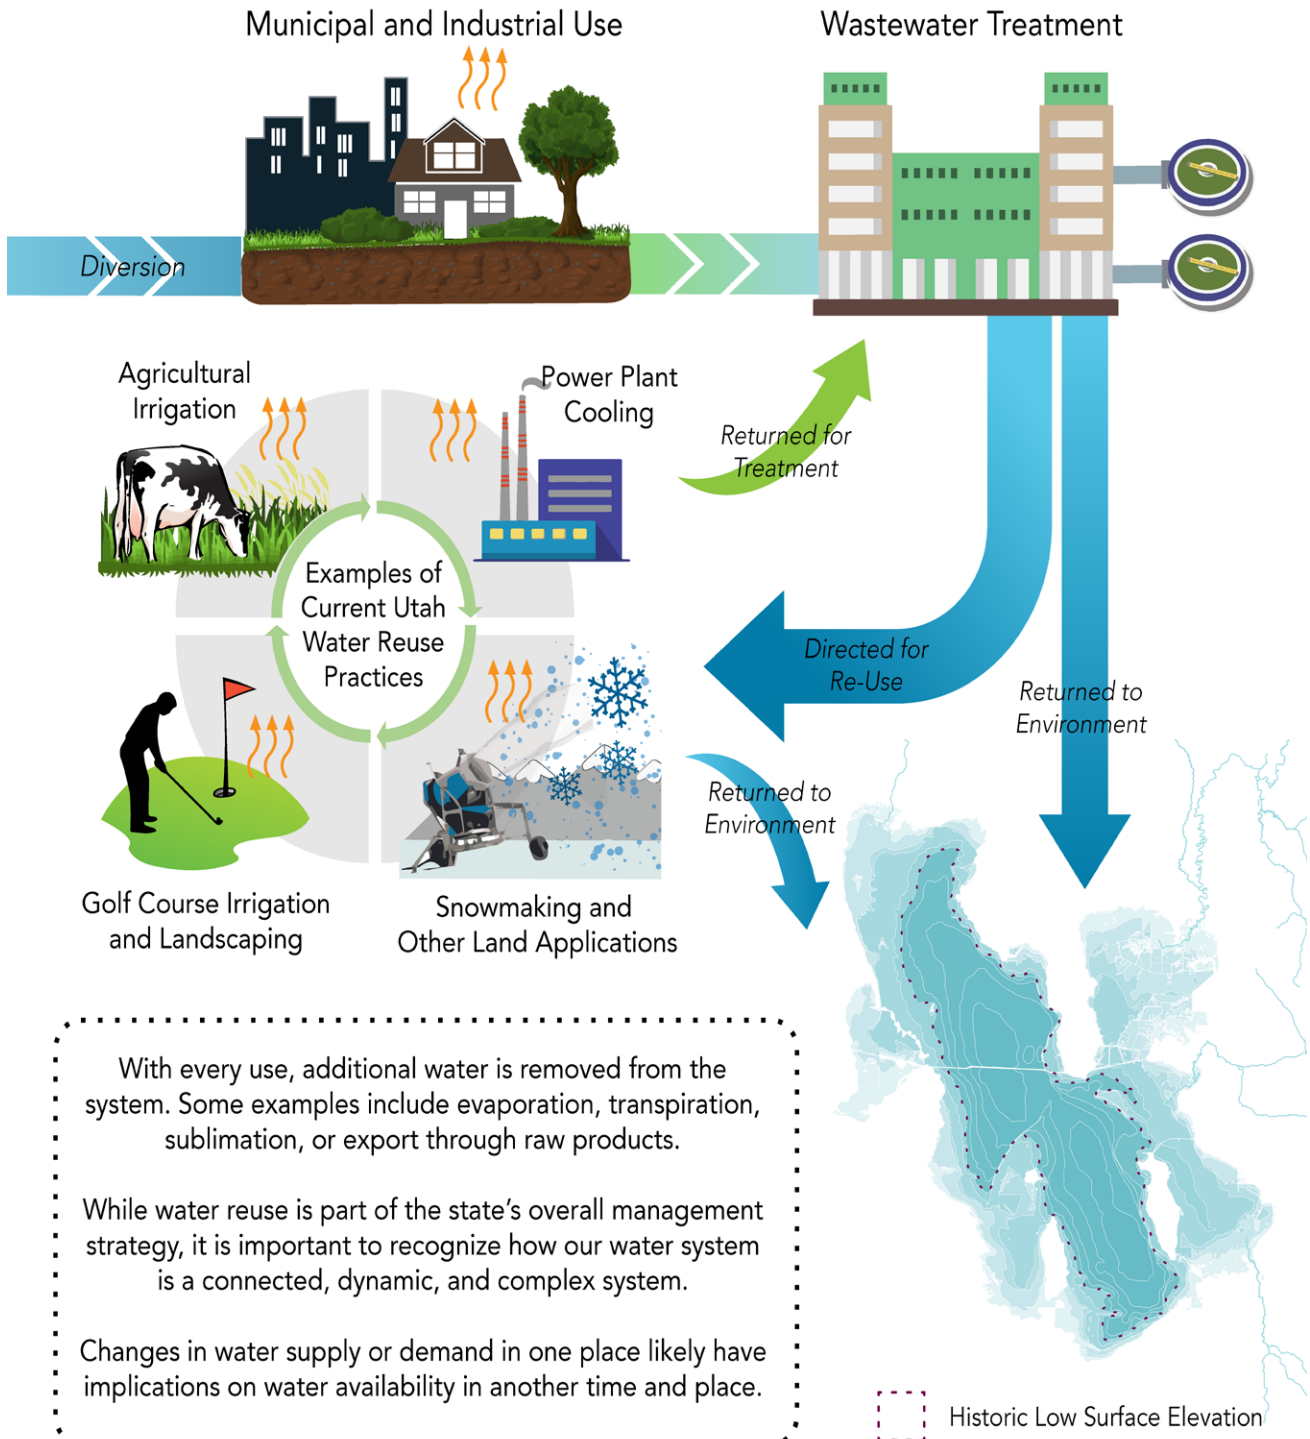 Municipal and Industrial Use
Wastewater Treatment
Diversion
Agricultural
Irrigation
Power Plant
Cooling
Returned for
Treatment
Examples of
Current Utah
Water Reuse
Practices
Directed for
Re-Use
Returned to
Environment
Returned to
Environment
Golf Course Irrigation
and Landscaping
Snowmaking and
Other Land Applications
With every use, additional water is removed from the
system. Some examples include evaporation, transpiration,
sublimation, or export through raw products.
While water reuse is part of the state’s overall management
strategy, it is important to recognize how our water system
is a connected, dynamic, and complex system.
Changes in water supply or demand in one place likely have
implications on water availability in another time and place.
Historic Low Surface Elevation